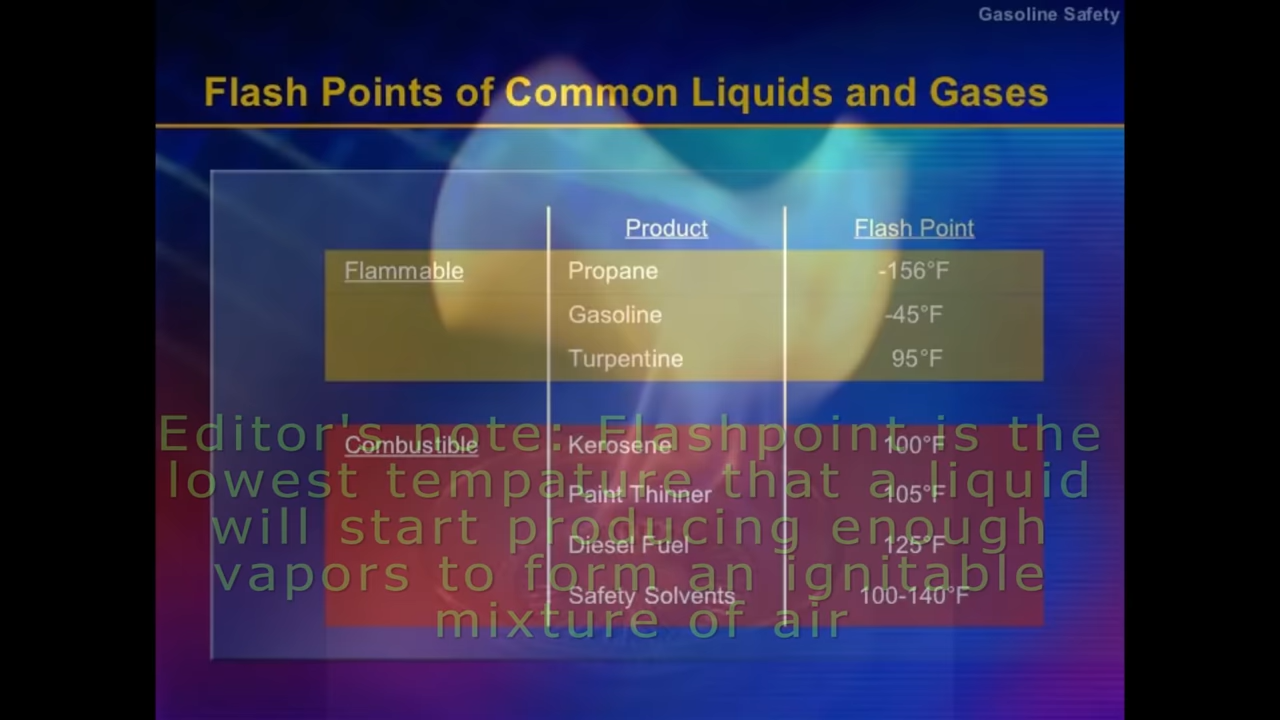 Gasoline Safety
Flash Points of Common Liquids and Gases
Product Flash Point
Flammable Propane -156°F
Gasoline -45°F
Turpentine 95°F
Combustible Kerosene 100°F
Paint Thinner 105°F
Diesel Fuel 125°F
Safety Solvents 100-140°F
Editor's note: Flashpoint is the
lowest tempature that a liquid
will start producing enough
vapors to form an ignitable
mixture of air